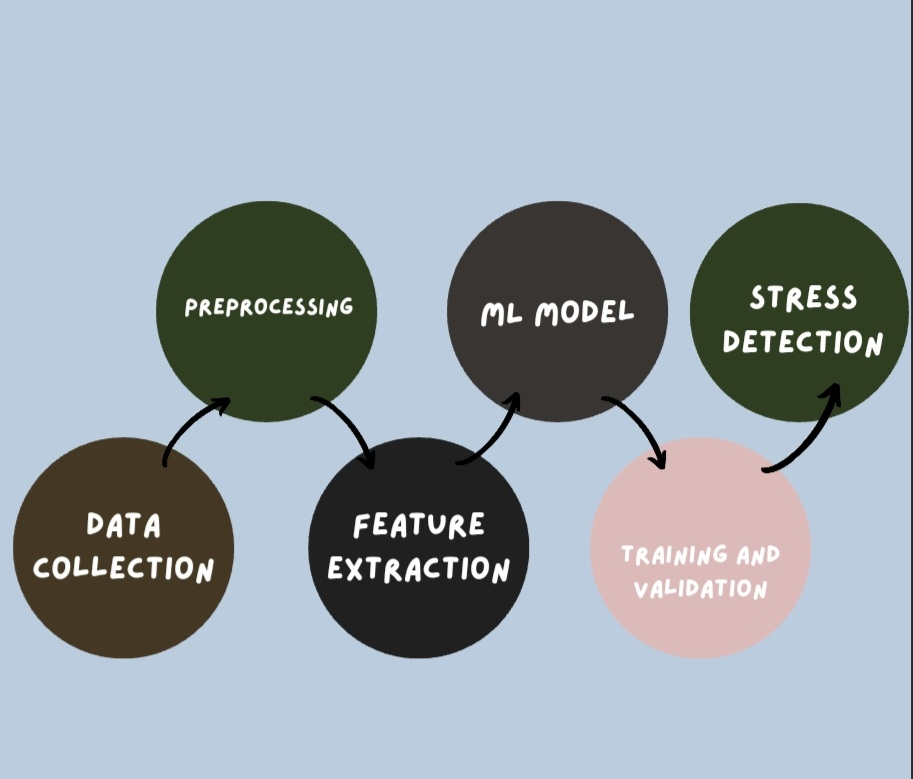 DATA
COLLECTION
PREPROCESSING
FEATURE
EXTRACTION
ML MODEL
TRAINING AND
VALIDATION
STRESS
DETECTION